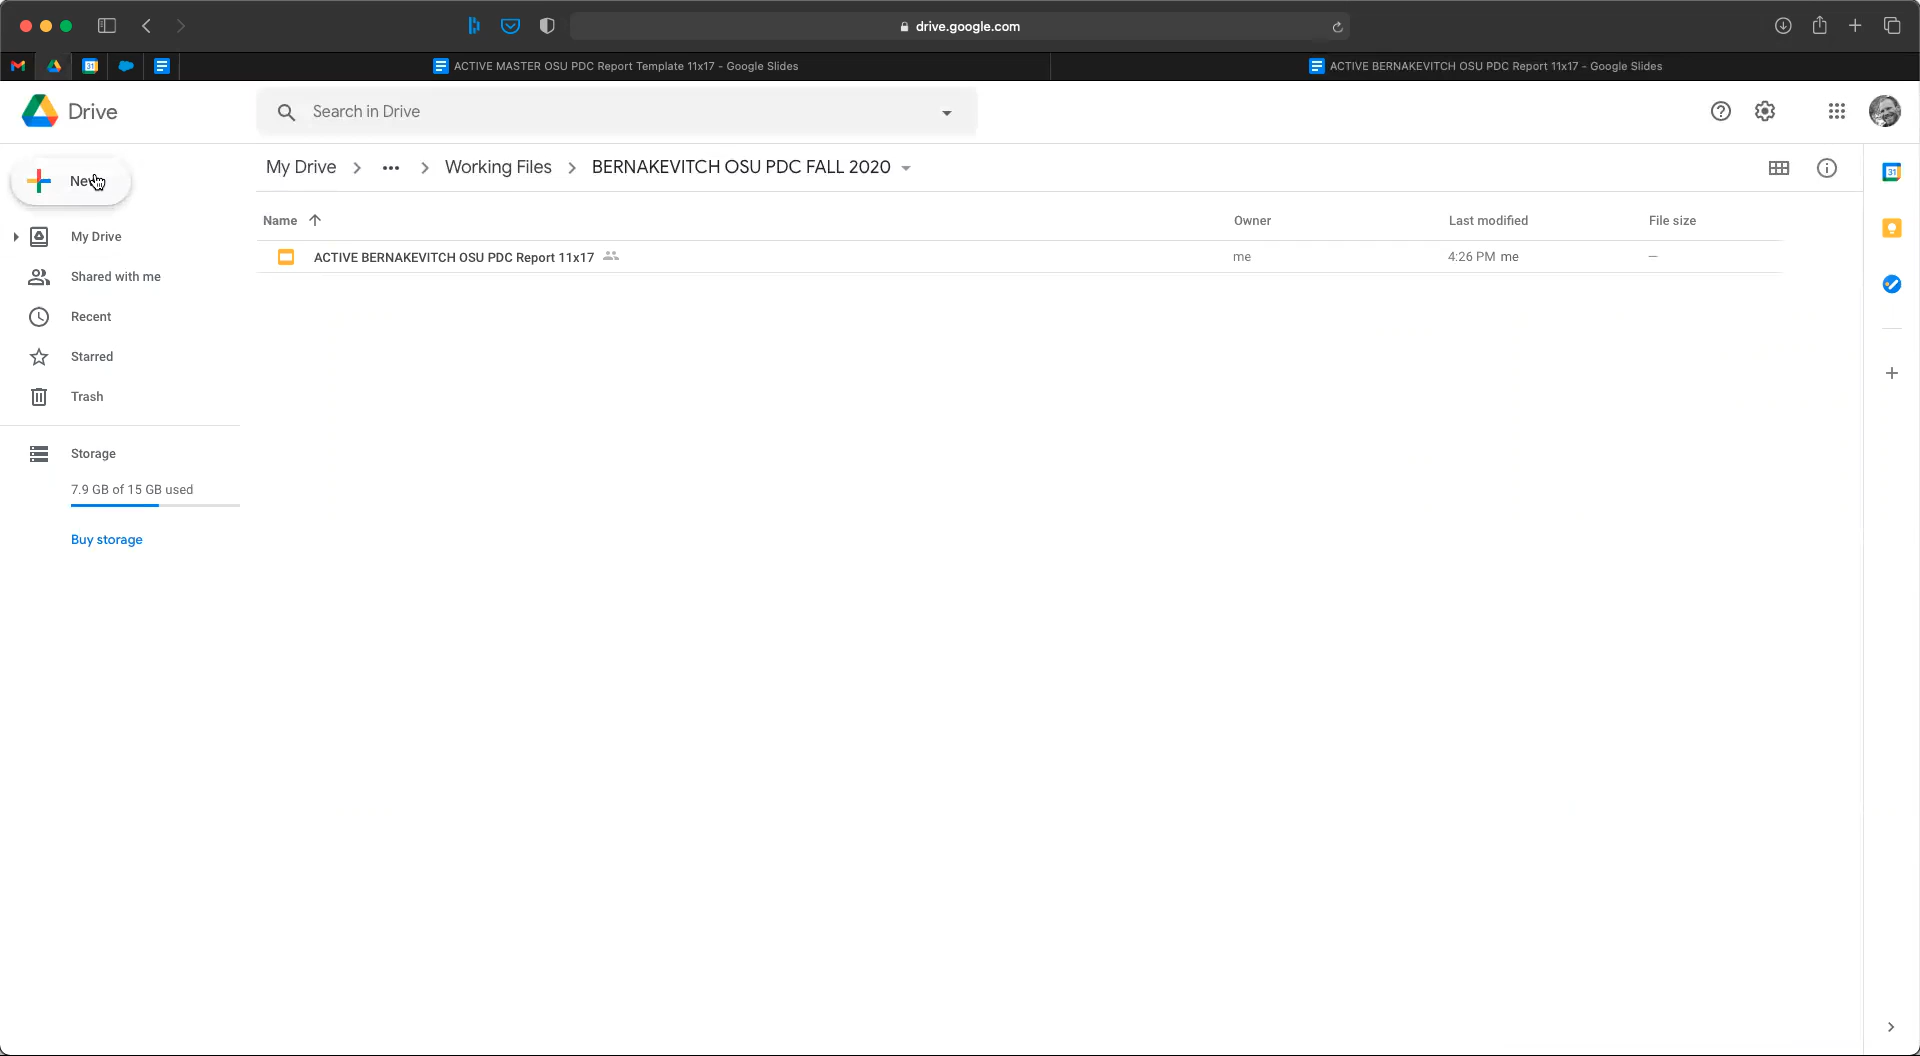 drive.google.com
ACTIVE MASTER OSU PDC Report Template 11x17 - Google Slides
ACTIVE BERNAKEVITCH OSU PDC Report 11x17 - Google Slides
Drive
Search in Drive
My Drive
Working Files
BERNAKEVITCH OSU PDC FALL 2020
New
Name
Owner
Last modified
File size
ACTIVE BERNAKEVITCH OSU PDC Report 11x17
me
4:26 PM me
—
My Drive
Shared with me
Recent
Starred
Trash
Storage
7.9 GB of 15 GB used
Buy storage
31
31